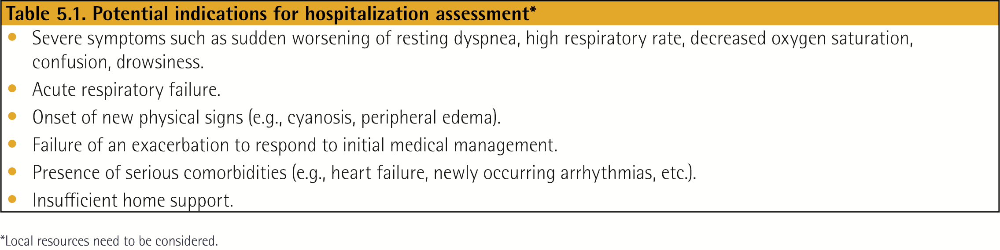 Table 5.1. Potential indications for hospitalization assessment*
• Severe symptoms such as sudden worsening of resting dyspnea, high respiratory rate, decreased oxygen saturation,
confusion, drowsiness.
• Acute respiratory failure.
• Onset of new physical signs (e.g., cyanosis, peripheral edema).
• Failure of an exacerbation to respond to initial medical management.
• Presence of serious comorbidities (e.g., heart failure, newly occurring arrhythmias, etc.).
• Insufficient home support.
*Local resources need to be considered.